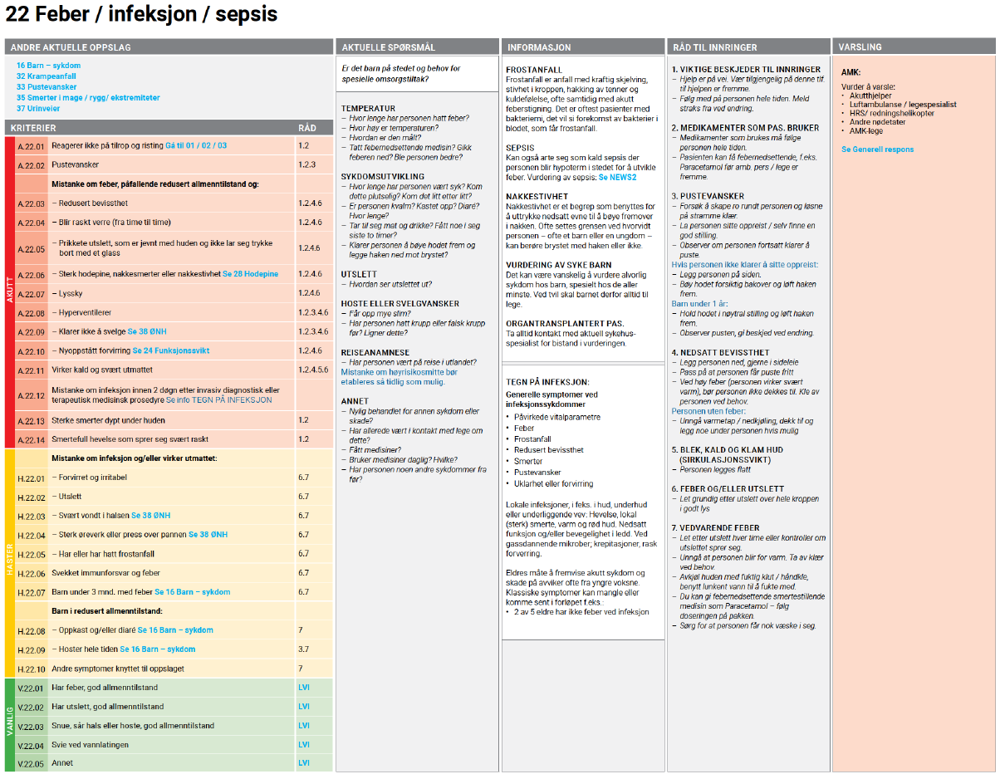 22 Feber / infeksjon / sepsis
ANDRE AKTUELLE OPPSLAG
16 Barn – sykdom
32 Krampeanfall
33 Pustevansker
35 Smerter i mage / rygg/ ekstremiteter
37 Urinveier
KRITERIER RÅD
AKUTT
A.22.01 Reagerer ikke på tilrop og risting Gå til 01 / 02 / 03 1.2
A.22.02 Pustevansker 1.2.3
Mistanke om feber, påfallende redusert allmenntilstand og:
A.22.03 – Redusert bevissthet 1.2.4.6
A.22.04 – Blir raskt verre (fra time til time) 1.2.4.6
A.22.05 – Prikkete utslett, som er jevnt med huden og ikke lar seg trykke
bort med et glass 1.2.4.6
A.22.06 – Sterk hodepine, nakkesmerter eller nakkestivhet Se 28 Hodepine 1.2.4.6
A.22.07 – Lyssky 1.2.4.6
A.22.08 – Hyperventilerer 1.2.3.4.6
A.22.09 – Klarer ikke å svelge Se 38 ØNH 1.2.3.4.6
A.22.10 – Nyoppstått forvirring Se 24 Funksjonssvikt 1.2.4.6
A.22.11 Virker kald og svært utmattet 1.2.4.5.6
A.22.12 Mistanke om infeksjon innen 2 døgn etter invasiv diagnostisk eller
terapeutisk medisinsk prosedyre Se info TEGN PÅ INFEKSJON
A.22.13 Sterke smerter dypt under huden 1.2
A.22.14 Smertefull hevelse som sprer seg svært raskt 1.2
HASTER
Mistanke om infeksjon og/eller virker utmattet:
H.22.01 – Forvirret og irritabel 6.7
H.22.02 – Utslett 6.7
H.22.03 – Svært vondt i halsen Se 38 ØNH 6.7
H.22.04 – Sterk øreverk eller press over pannen Se 38 ØNH 6.7
H.22.05 – Har eller har hatt frostanfall 6.7
H.22.06 Svekket immunforsvar og feber 6.7
H.22.07 Barn under 3 mnd. med feber Se 16 Barn – sykdom 6.7
Barn i redusert allmenntilstand:
H.22.08 – Oppkast og/eller diaré Se 16 Barn – sykdom 7
H.22.09 – Hoster hele tiden Se 16 Barn – sykdom 3.7
H.22.10 Andre symptomer knyttet til oppslaget 7
VANLIG
V.22.01 Har feber, god allmenntilstand LVI
V.22.02 Har utslett, god allmenntilstand LVI
V.22.03 Snue, sår hals eller hoste, god allmenntilstand LVI
V.22.04 Svie ved vannlatingen LVI
V.22.05 Annet LVI
AKTUELLE SPØRSMÅL
Er det barn på stedet og behov for
spesielle omsorgstiltak?
TEMPERATUR
– Hvor lenge har personen hatt feber?
– Hvor høy er temperaturen?
– Hvordan er den målt?
– Tatt febernedsettende medisin? Gikk
feberen ned? Ble personen bedre?
SYKDOMSUTVIKLING
– Hvor lenge har personen vært syk? Kom
dette plutselig? Kom det litt etter litt?
– Er personen kvalm? Kastet opp? Diaré?
Hvor lenge?
– Tar til seg mat og drikke? Fått noe i seg
siste to timer?
– Klarer personen å bøye hodet frem og
legge haken ned mot brystet?
UTSLETT
– Hvordan ser utslettet ut?
HOSTE ELLER SVELGVANSKER
– Får opp mye slim?
– Har personen hatt krupp eller falsk krupp
før? Ligner dette?
REISEANAMNESE
– Har personen vært på reise i utlandet?
Mistanke om høyrisikosmitte bør
etableres så tidlig som mulig.
ANNET
– Nylig behandlet for annen sykdom eller
skade?
– Har allerede vært i kontakt med lege om
dette?
– Fått medisiner?
– Bruker medisiner daglig? Hvilke?
– Har personen noen andre sykdommer fra
før?
INFORMASJON
FROSTANFALL
Frostanfall er anfall med kraftig skjelving,
stivhet i kroppen, hakking av tenner og
kuldefølelse, ofte samtidig med akutt
feberstigning. Det er oftest pasienter med
bakteriemi, det vil si forekomst av bakterier i
blodet, som får frostanfall.
SEPSIS
Kan også arte seg som kald sepsis der
personen blir hypoterm i stedet for å utvikle
feber. Vurdering av sepsis: Se NEWS2
NAKKESTIVHET
Nakkestivhet er et begrep som benyttes for
å uttrykke nedsatt evne til å bøye fremover
i nakken. Ofte settes grensen ved hvorvidt
personen – ofte et barn eller en ungdom –
kan berøre brystet med haken eller ikke.
VURDERING AV SYKE BARN
Det kan være vanskelig å vurdere alvorlig
sykdom hos barn, spesielt hos de aller
minste. Ved tvil skal barnet derfor alltid til
lege.
ORGANTRANSPLANTERT PAS.
Ta alltid kontakt med aktuell sykehus-
spesialist for bistand i vurderingen.
TEGN PÅ INFEKSJON:
Generelle symptomer ved
infeksjonssykdommer
• Påvirkede vitalparametre
• Feber
• Frostanfall
• Redusert bevissthet
• Smerter
• Pustevansker
• Uklarhet eller forvirring
Lokale infeksjoner, i feks. i hud, underhud
eller underliggende vev: Hevelse, lokal
(sterk) smerte, varm og rød hud. Nedsatt
funksjon og/eller bevegelighet i ledd. Ved
gassdannende mikrober; krepitasjoner, rask
forverring.
Eldres måte å fremvise akutt sykdom og
skade på avviker ofte fra yngre voksne.
Klassiske symptomer kan mangle eller
komme sent i forløpet f.eks.:
• 2 av 5 eldre har ikke feber ved infeksjon
RÅD TIL INNRINGER
1. VIKTIGE BESKJEDER TIL INNRINGER
– Hjelp er på vei. Vær tilgjengelig på denne tlf.
til hjelpen er fremme.
– Følg med på personen hele tiden. Meld
straks fra ved endring.
2. MEDIKAMENTER SOM PAS. BRUKER
– Medikamenter som brukes må følge
personen hele tiden.
– Pasienten kan få febernedsettende, f.eks.
Paracetamol før amb. pers / lege er
fremme.
3. PUSTEVANSKER
– Forsøk å skape ro rundt personen og løsne
på stramme klær.
– La personen sitte oppreist / selv finne en
god stilling.
– Observer om personen fortsatt klarer å
puste.
Hvis personen ikke klarer å sitte oppreist:
– Legg personen på siden.
– Bøy hodet forsiktig bakover og løft haken
frem.
Barn under 1 år:
– Hold hodet i nøytral stilling og løft haken
frem.
– Observer pusten, gi beskjed ved endring.
4. NEDSATT BEVISSTHET
– Legg personen ned, gjerne i sideleie
– Pass på at personen får puste fritt
– Ved høy feber (personen virker svært
varm), bør personen ikke dekkes til. Kle av
personen ved behov.
Personen uten feber:
– Unngå varmetap / nedkjøling, dekk til og
legg noe under personen hvis mulig
5. BLEK, KALD OG KLAM HUD
(SIRKULASJONSSVIKT)
– Personen legges flatt
6. FEBER OG/ELLER UTSLETT
– Let grundig etter utslett over hele kroppen
i godt lys
7. VEDVARENDE FEBER
– Let etter utslett hver time eller kontroller om
utslettet sprer seg.
– Unngå at personen blir for varm. Ta av klær
ved behov.
– Avkjøl huden med fuktig klut / håndkle,
benytt lunkent vann til å fukte med.
– Du kan gi febernedsettende smertestillende
medisin som Paracetamol – følg
doseringen på pakken.
– Sørg for at personen får nok væske i seg.
VARSLING
AMK:
Vurder å varsle:
• Akutthjelper
• Luftambulanse / legespesialist
• HRS/ redningshelikopter
• Andre nødetater
• AMK-lege
Se Generell respons